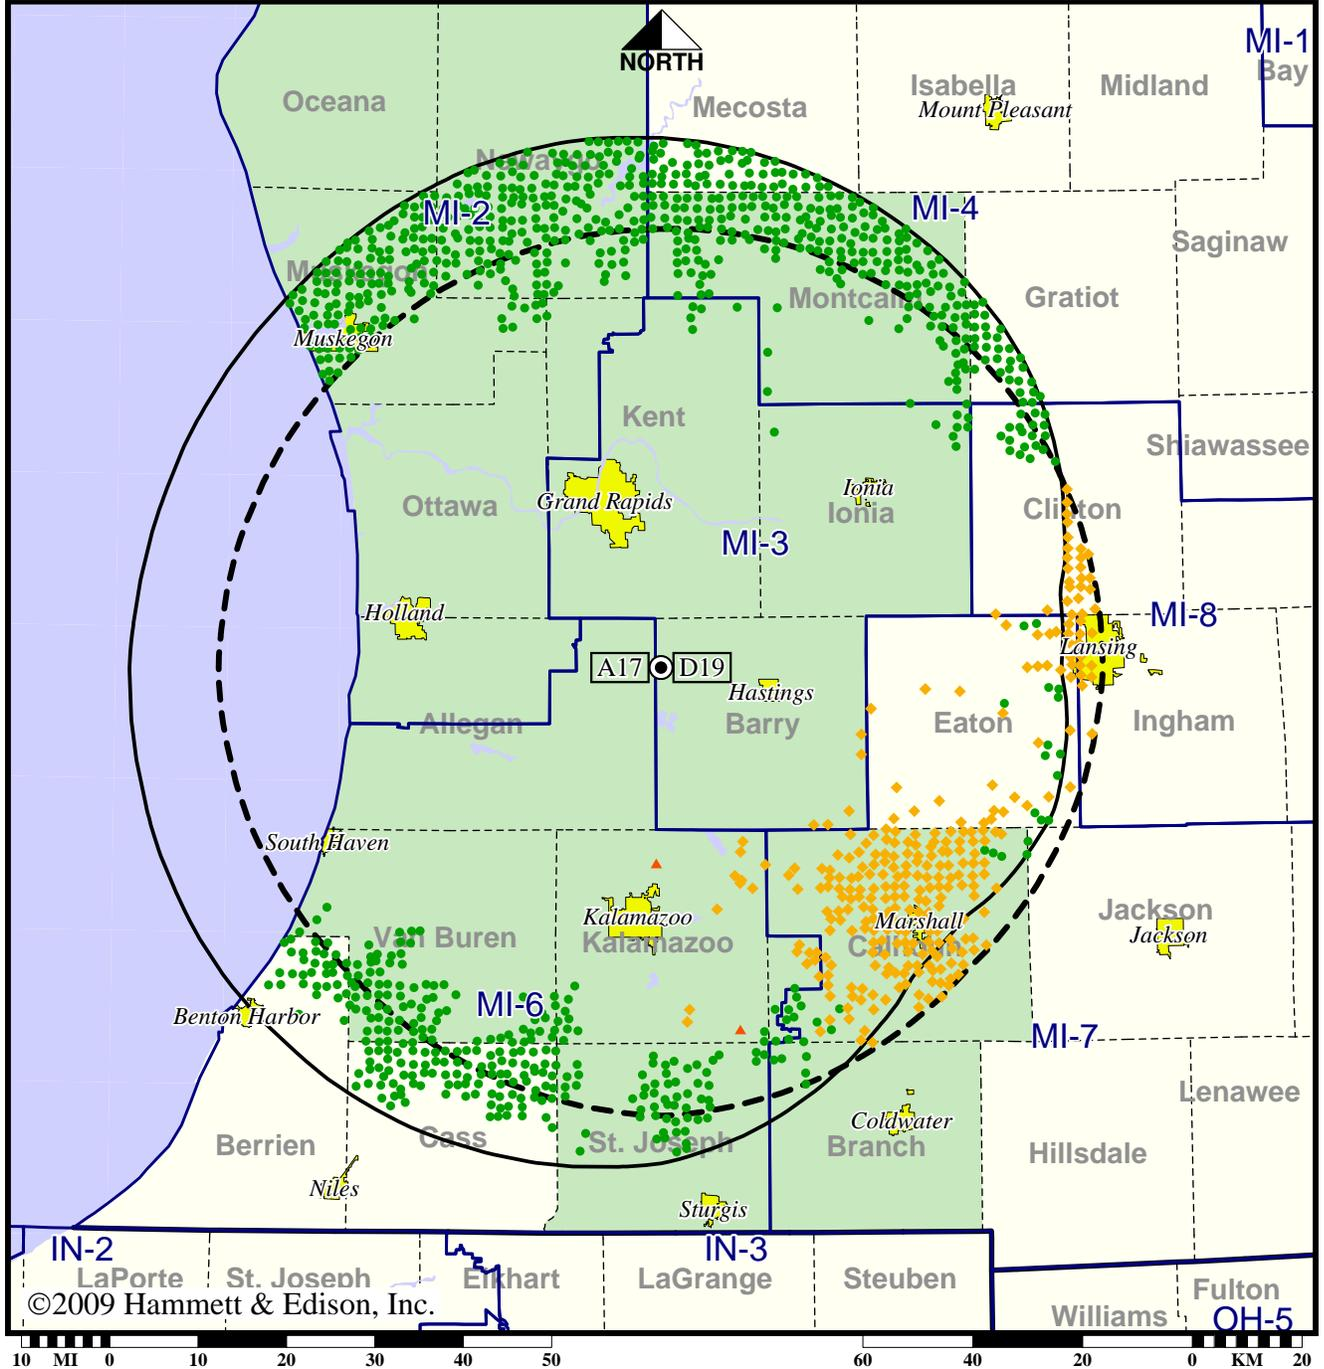 MI-1
Bay
NORTH
Oceana
Mecosta
Isabella
Mount Pleasant
Midland
Newaygo
MI-2
MI-4
Saginaw
Muskegon
Muskegon
Montcalm
Gratiot
Kent
Shiawassee
Ottawa
Grand Rapids
Ionia
Ionia
Clinton
MI-3
Holland
MI-8
Lansing
A17
D19
Hastings
Allegan
Barry
Eaton
Ingham
South Haven
Van Buren
Kalamazoo
Kalamazoo
Marshall
Calhoun
Jackson
Jackson
Benton Harbor
MI-6
MI-7
Lenawee
Berrien
Cass
St. Joseph
Coldwater
Branch
Hillsdale
Niles
Sturgis
IN-2
IN-3
LaPorte
St. Joseph
Elkhart
LaGrange
Steuben
Fulton
Williams
OH-5
©2009 Hammett & Edison, Inc.
10 MI 0 10 20 30 40 50 60 40 20 0 KM 20